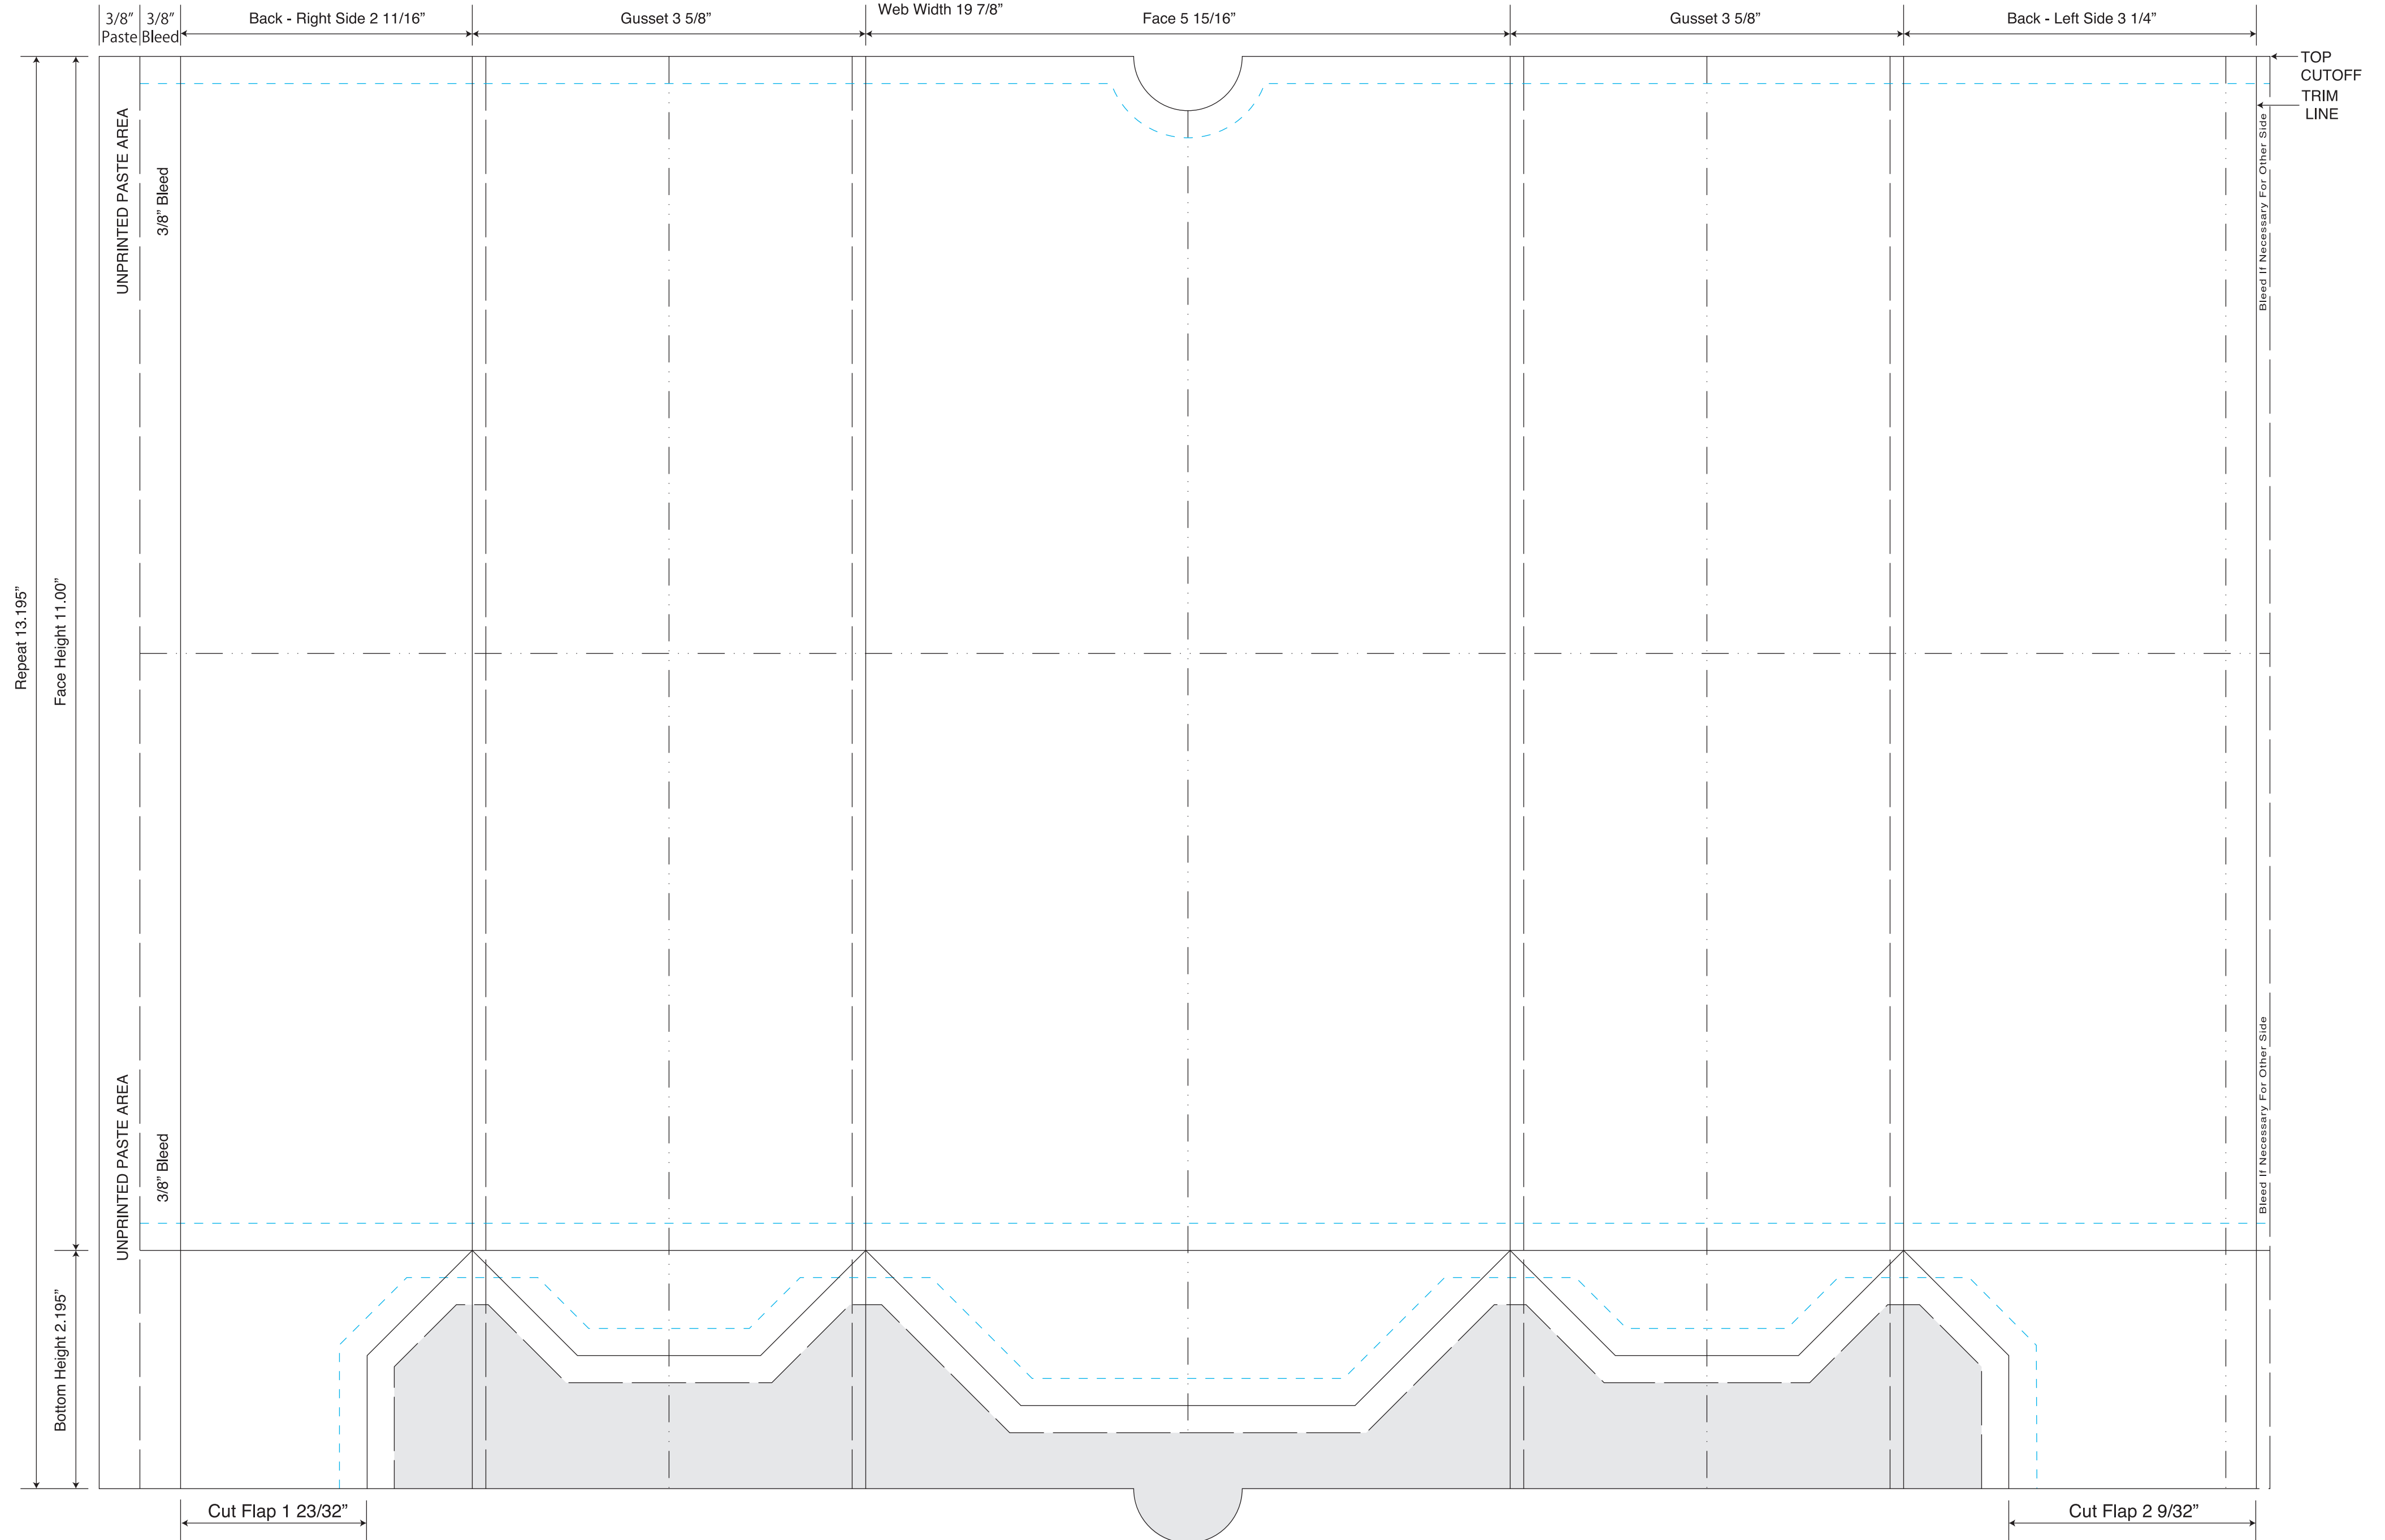 Web Width 19 7/8”
3/8” 3/8” Back - Right Side 2 11/16” Gusset 3 5/8” Face 5 15/16” Gusset 3 5/8” Back - Left Side 3 1/4”
Paste Bleed
TOP
CUTOFF
TRIM
LINE
UNPRINTED PASTE AREA
3/8” Bleed
Bleed If Necessary For Other Side
Repeat 13.195”
Face Height 11.00”
UNPRINTED PASTE AREA
3/8” Bleed
Bleed If Necessary For Other Side
Bottom Height 2.195”
Cut Flap 1 23/32” Cut Flap 2 9/32”